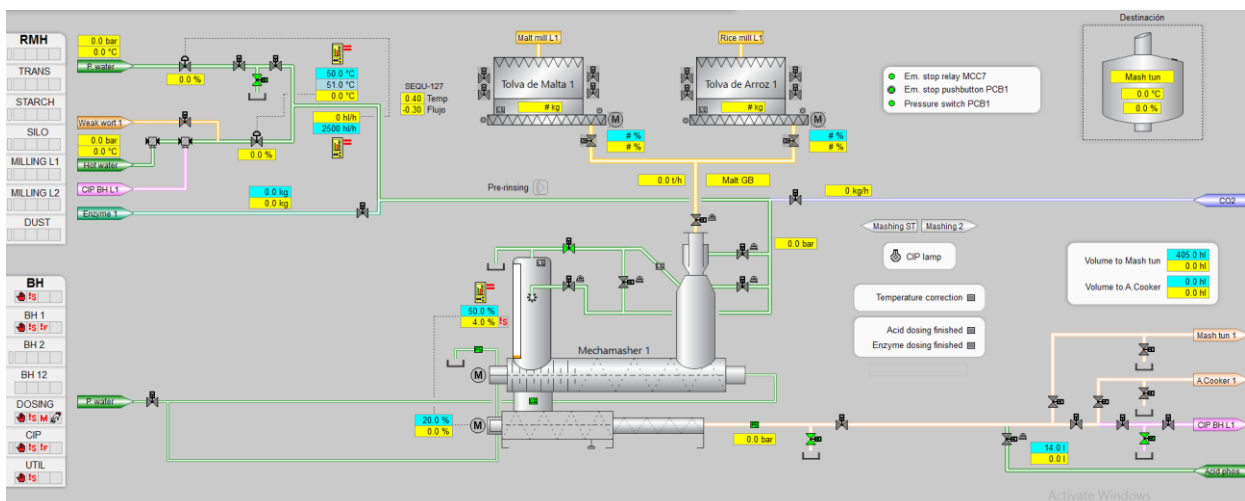 RMH
TRANS
STARCH
SILO
MILLING L1
MILLING L2
DUST
BH
!S
BH 1
!S !F
BH 2
BH 12
DOSING
!S M
CIP
!S !F
UTIL
!S
0.0 bar
0.0 °C
P. water
0.0 %
Weak wort 1
0.0 bar
0.0 °C
Hot water
0.0 %
CIP BH L1
Enzyme 1
0.0 kg
0.0 kg
50.0 °C
51.0 °C
0.0 °C
0 hl/h
2500 hl/h
SEQU-127
0.40 Temp
-0.30 Flujo
Malt mill L1
Tolva de Malta 1
# kg
M
# %
# %
Rice mill L1
Tolva de Arroz 1
# kg
M
# %
# %
Em. stop relay MCC7
Em. stop pushbutton PCB1
Pressure switch PCB1
Destinación
Mash tun
0.0 °C
0.0 %
Pre-rinsing
0.0 t/h
Malt GB
0 kg/h
CO2
0.0 bar
Mashing ST
Mashing 2
CIP lamp
Volume to Mash tun
405.0 hl
0.0 hl
Volume to A.Cooker
0.0 hl
0.0 hl
Temperature correction
Acid dosing finished
Enzyme dosing finished
50.0 %
4.0 %
!S
Mechamasher 1
M
P. water
20.0 %
0.0 %
M
0.0 bar
Mash tun 1
A.Cooker 1
CIP BH L1
14.0 l
0.0 l
Acid phos.
Activate Windows